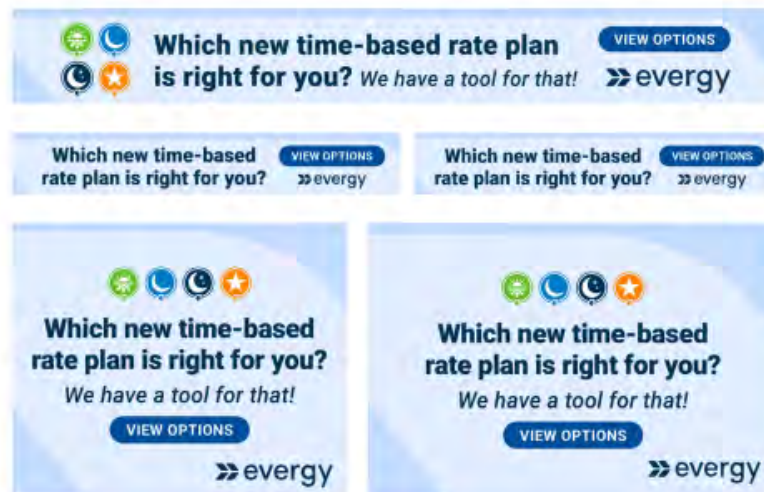 Which new time-based rate plan
is right for you? We have a tool for that!
VIEW OPTIONS
evergy
Which new time-based
rate plan is right for you?
VIEW OPTIONS
evergy
Which new time-based
rate plan is right for you?
VIEW OPTIONS
evergy
Which new time-based
rate plan is right for you?
We have a tool for that!
VIEW OPTIONS
evergy
Which new time-based
rate plan is right for you?
We have a tool for that!
VIEW OPTIONS
evergy